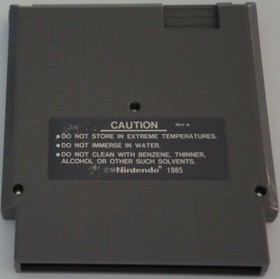 CAUTION REV-A
• DO NOT STORE IN EXTREME TEMPERATURES.
• DO NOT IMMERSE IN WATER.
• DO NOT CLEAN WITH BENZENE, THINNER,
ALCOHOL OR OTHER SUCH SOLVENTS.
©Nintendo® 1985